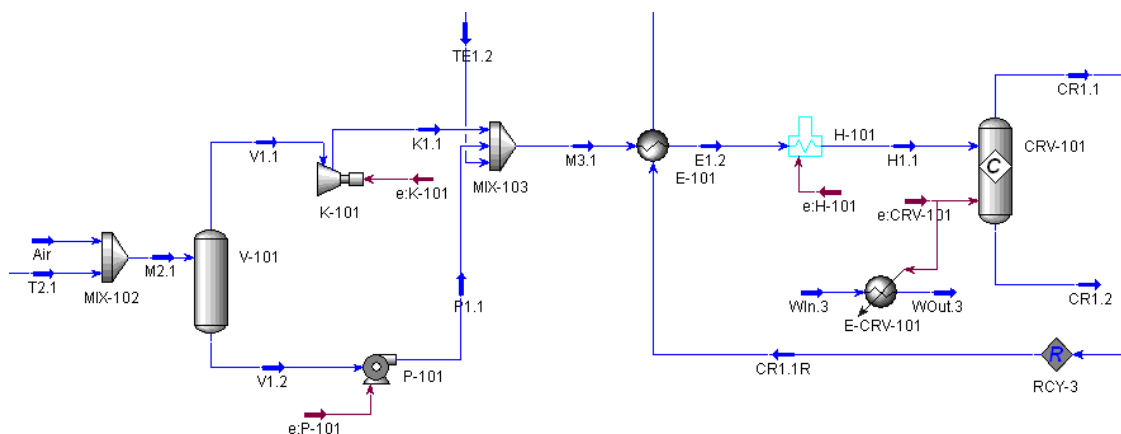 TE1.2
V1.1
K1.1
K-101
e:K-101
MIX-103
M3.1
E1.2
E-101
H-101
H1.1
e:H-101
CR1.1
CRV-101
C
e:CRV-101
Air
T2.1
MIX-102
M2.1
V-101
P1.1
WIn.3
WOut.3
E-CRV-101
CR1.2
V1.2
P-101
e:P-101
CR1.1R
R
RCY-3